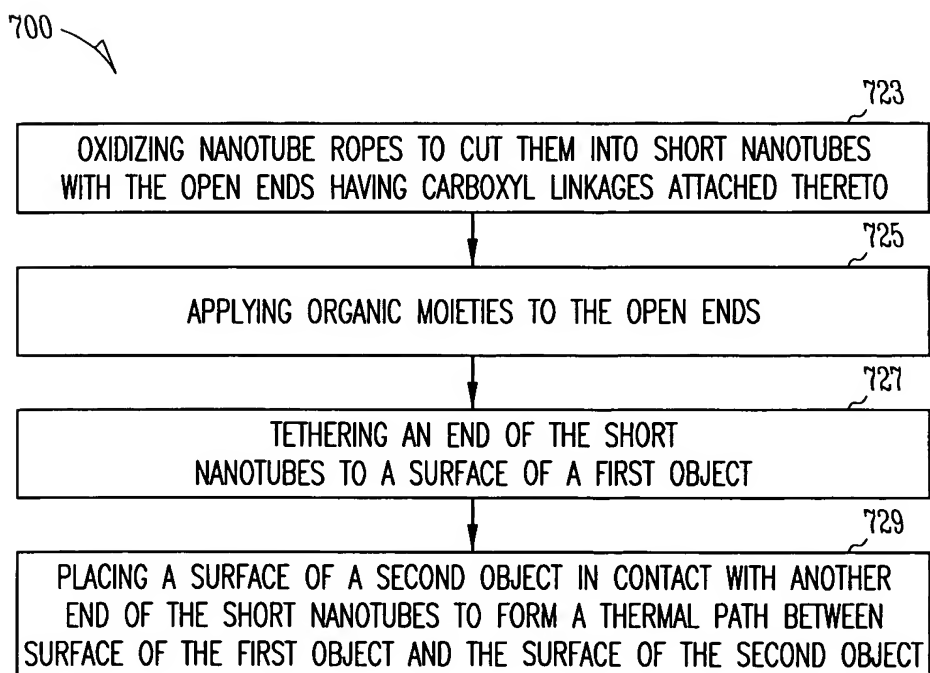 700
723
OXIDIZING NANOTUBE ROPES TO CUT THEM INTO SHORT NANOTUBES
WITH THE OPEN ENDS HAVING CARBOXYL LINKAGES ATTACHED THERETO
725
APPLYING ORGANIC MOIETIES TO THE OPEN ENDS
727
TETHERING AN END OF THE SHORT
NANOTUBES TO A SURFACE OF A FIRST OBJECT
729
PLACING A SURFACE OF A SECOND OBJECT IN CONTACT WITH ANOTHER
END OF THE SHORT NANOTUBES TO FORM A THERMAL PATH BETWEEN
SURFACE OF THE FIRST OBJECT AND THE SURFACE OF THE SECOND OBJECT